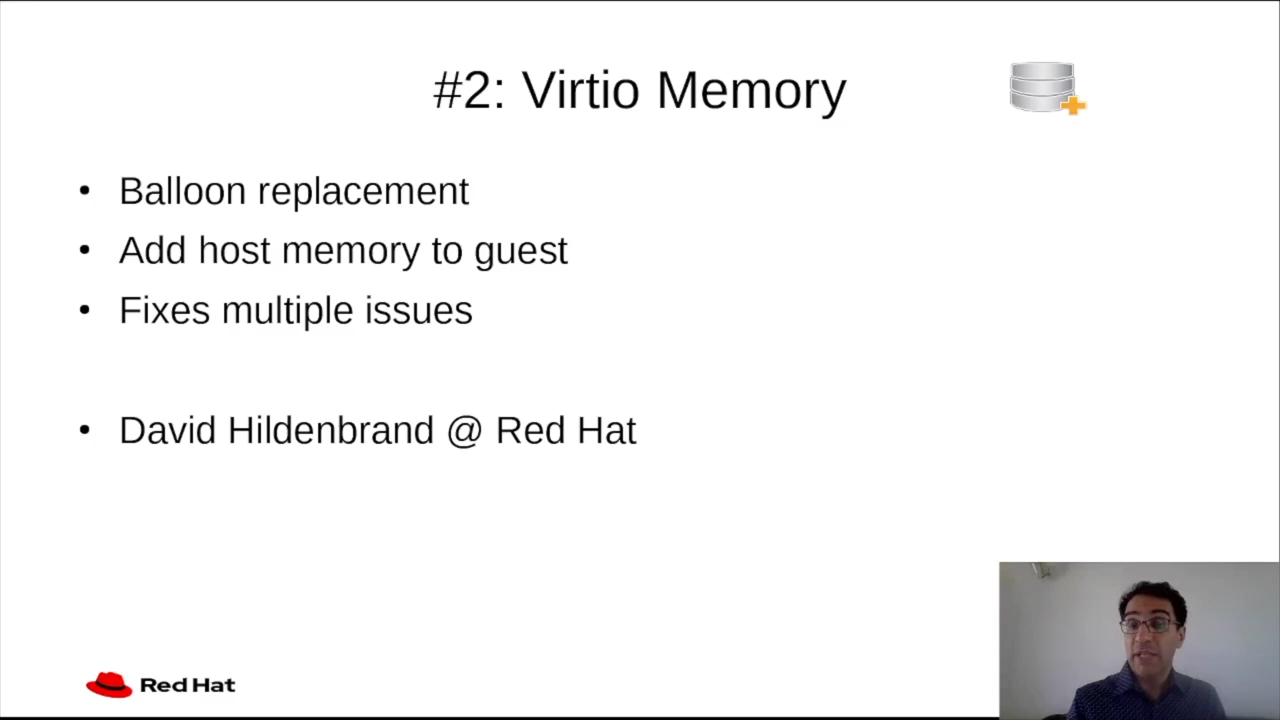 #2: Virtio Memory
• Balloon replacement
• Add host memory to guest
• Fixes multiple issues
• David Hildenbrand @ Red Hat
Red Hat